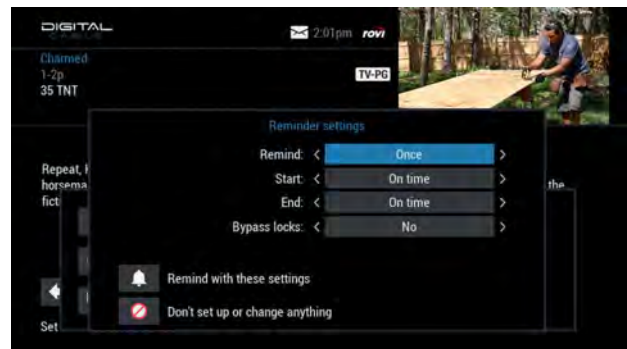 DIGITAL
CABLE
2:01pm rovi
Charmed
1-2p
TV-PG
35 TNT
Reminder settings
Remind: < Once >
Start: < On time >
End: < On time >
Bypass locks: < No >
Repeat,
the
horsema
ficti
Remind with these settings
Don't set up or change anything
Set